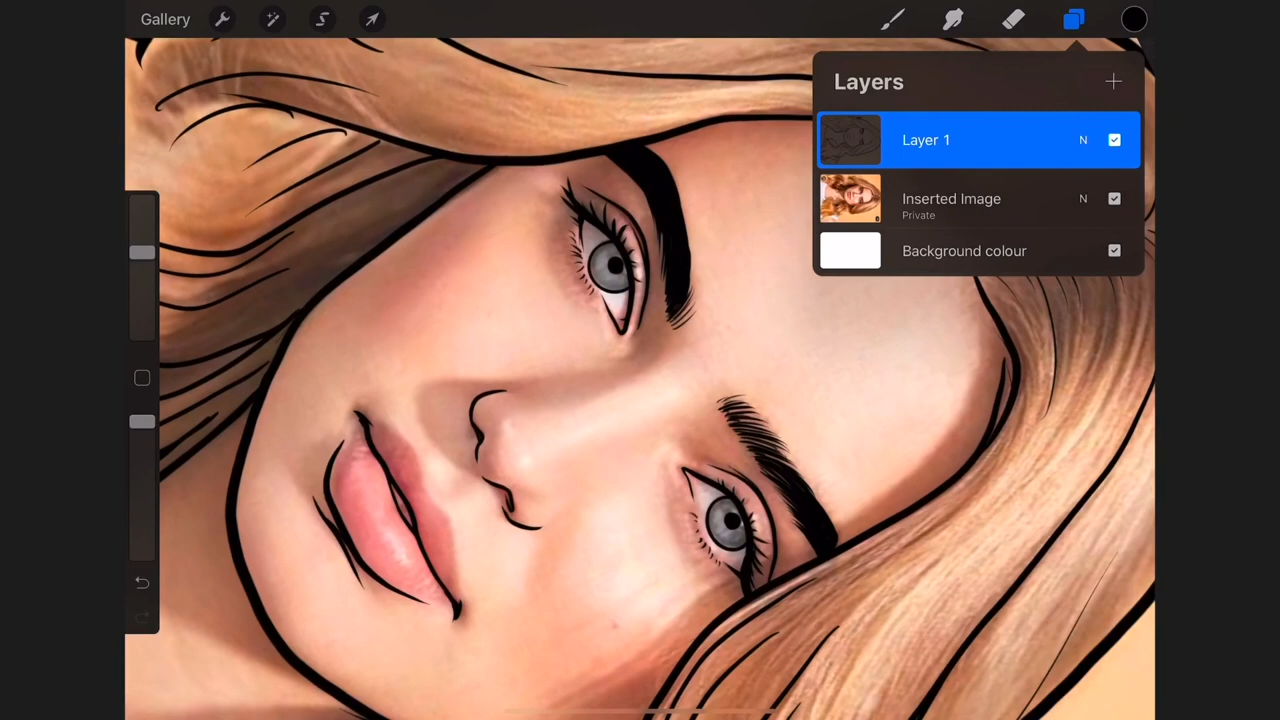 Gallery
Layers
Layer 1 N
Inserted Image N
Private
Background colour